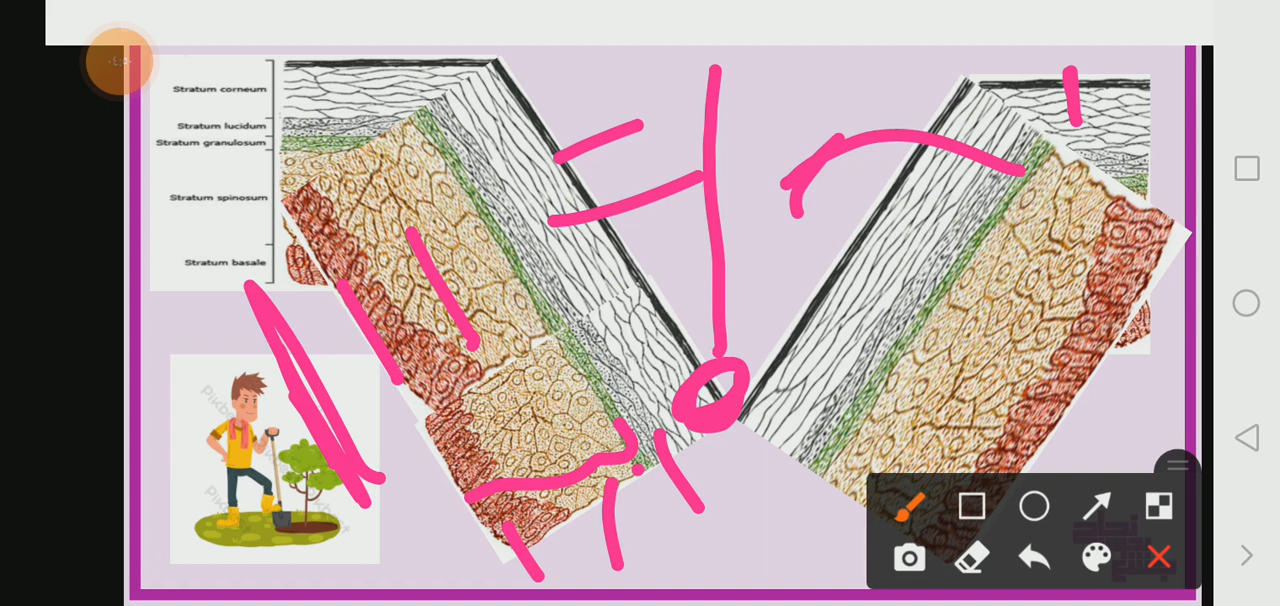 Stratum corneum
Stratum lucidum
Stratum granulosum
Stratum spinosum
Stratum basale